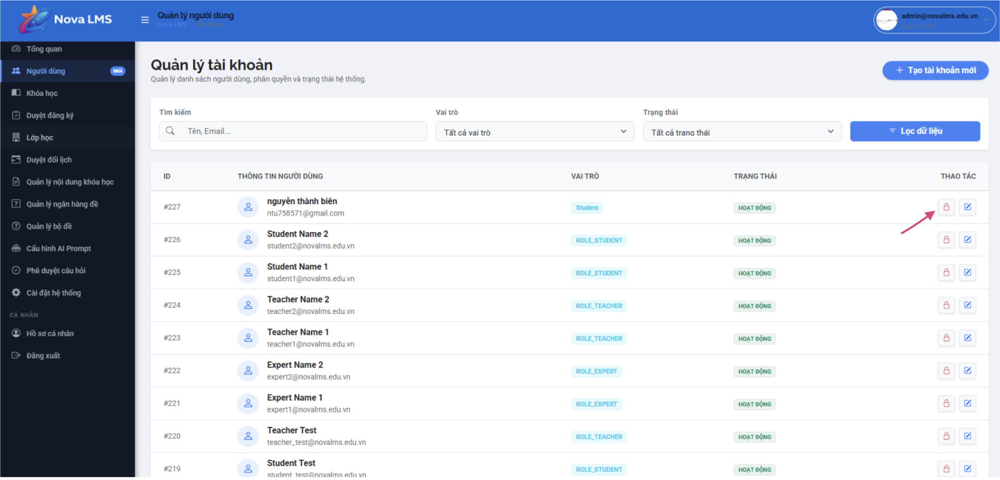 Nova LMS
Quản lý người dùng
Nova LMS > Tài khoản
admin@novalms.edu.vn
Quản trị viên
Tổng quan
Người dùng
Mới
Khóa học
Duyệt đăng ký
Lớp học
Duyệt đổi lịch
Quản lý nội dung khóa học
Quản lý ngân hàng đề
Quản lý bộ đề
Cấu hình AI Prompt
Phê duyệt câu hỏi
Cài đặt hệ thống
CÁ NHÂN
Hồ sơ cá nhân
Đăng xuất
Quản lý tài khoản
Quản lý danh sách người dùng, phân quyền và trạng thái hệ thống.
+ Tạo tài khoản mới
Tìm kiếm
Vai trò
Trạng thái
Tên, Email...
Tất cả vai trò
Tất cả trạng thái
Lọc dữ liệu
ID THÔNG TIN NGƯỜI DÙNG VAI TRÒ TRẠNG THÁI THAO TÁC
#227 nguyễn thành biên Student HOẠT ĐỘNG
ntu758571@gmail.com
#226 Student Name 2 ROLE_STUDENT HOẠT ĐỘNG
student2@novalms.edu.vn
#225 Student Name 1 ROLE_STUDENT HOẠT ĐỘNG
student1@novalms.edu.vn
#224 Teacher Name 2 ROLE_TEACHER HOẠT ĐỘNG
teacher2@novalms.edu.vn
#223 Teacher Name 1 ROLE_TEACHER HOẠT ĐỘNG
teacher1@novalms.edu.vn
#222 Expert Name 2 ROLE_EXPERT HOẠT ĐỘNG
expert2@novalms.edu.vn
#221 Expert Name 1 ROLE_EXPERT HOẠT ĐỘNG
expert1@novalms.edu.vn
#220 Teacher Test ROLE_TEACHER HOẠT ĐỘNG
teacher_test@novalms.edu.vn
#219 Student Test ROLE_STUDENT HOẠT ĐỘNG
student_test@novalms.edu.vn